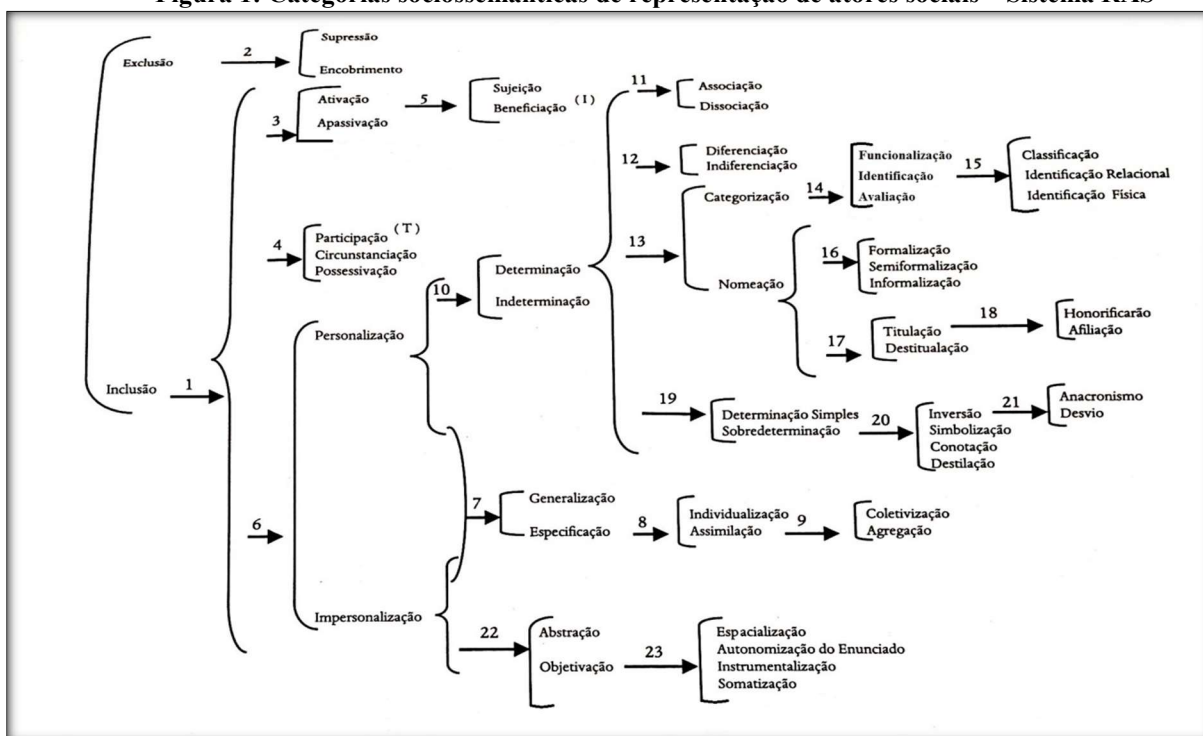 Figura 1: Categorias sociossemânticas de representação de atores sociais – Sistema RAS
Exclusão
2
Supressão
Encobrimento
Inclusão
1
3
Ativação
Apassivação
5
Sujeição
Beneficiação (I)
4
Participação (T)
Circunstanciação
Possessivação
6
Personalização
Impersonalização
10
Determinação
Indeterminação
11
Associação
Dissociação
12
Diferenciação
Indiferenciação
13
Categorização
Nomeação
14
Funcionalização
Identificação
Avaliação
15
Classificação
Identificação Relacional
Identificação Física
16
Formalização
Semiformalização
Informalização
17
Titulação
Destitualação
18
Honorificarão
Afiliação
19
Determinação Simples
Sobredeterminação
20
Inversão
Simbolização
Conotação
Destilação
21
Anacronismo
Desvio
7
Generalização
Especificação
8
Individualização
Assimilação
9
Coletivização
Agregação
22
Abstração
Objetivação
23
Espacialização
Autonomização do Enunciado
Instrumentalização
Somatização